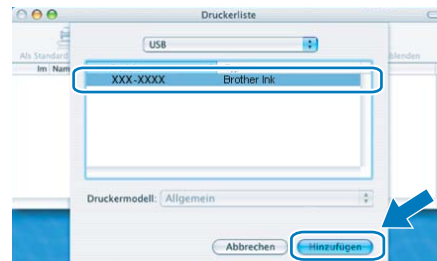 Druckerliste
USB
Als Standard
blenden
Im Nam
XXX-XXXX Brother Ink
Druckermodell: Allgemein
Abbrechen Hinzufügen